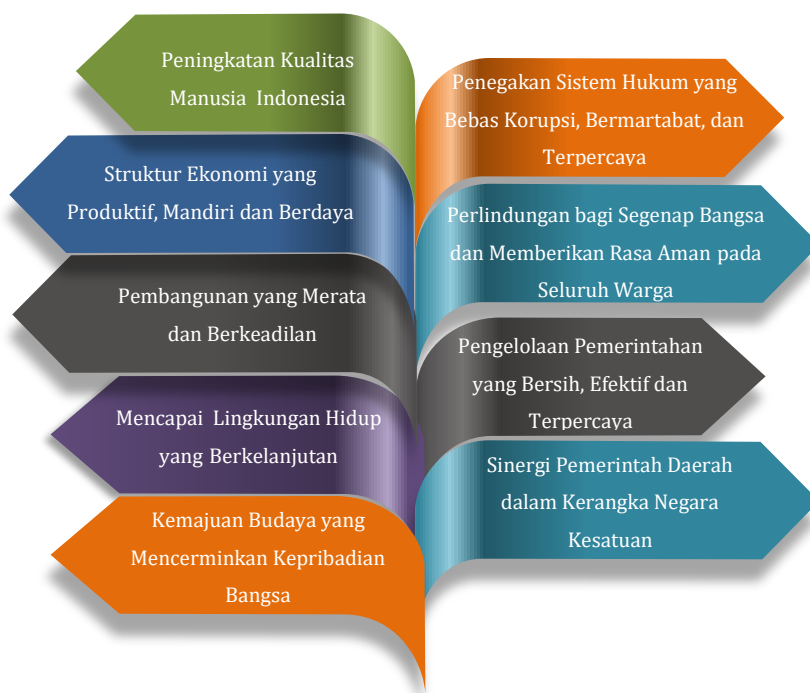 Peningkatan Kualitas
Manusia Indonesia
Struktur Ekonomi yang
Produktif, Mandiri dan Berdaya
Pembangunan yang Merata
dan Berkeadilan
Mencapai Lingkungan Hidup
yang Berkelanjutan
Kemajuan Budaya yang
Mencerminkan Kepribadian
Bangsa
Penegakan Sistem Hukum yang
Bebas Korupsi, Bermartabat, dan
Terpercaya
Perlindungan bagi Segenap Bangsa
dan Memberikan Rasa Aman pada
Seluruh Warga
Pengelolaan Pemerintahan
yang Bersih, Efektif dan
Terpercaya
Sinergi Pemerintah Daerah
dalam Kerangka Negara
Kesatuan